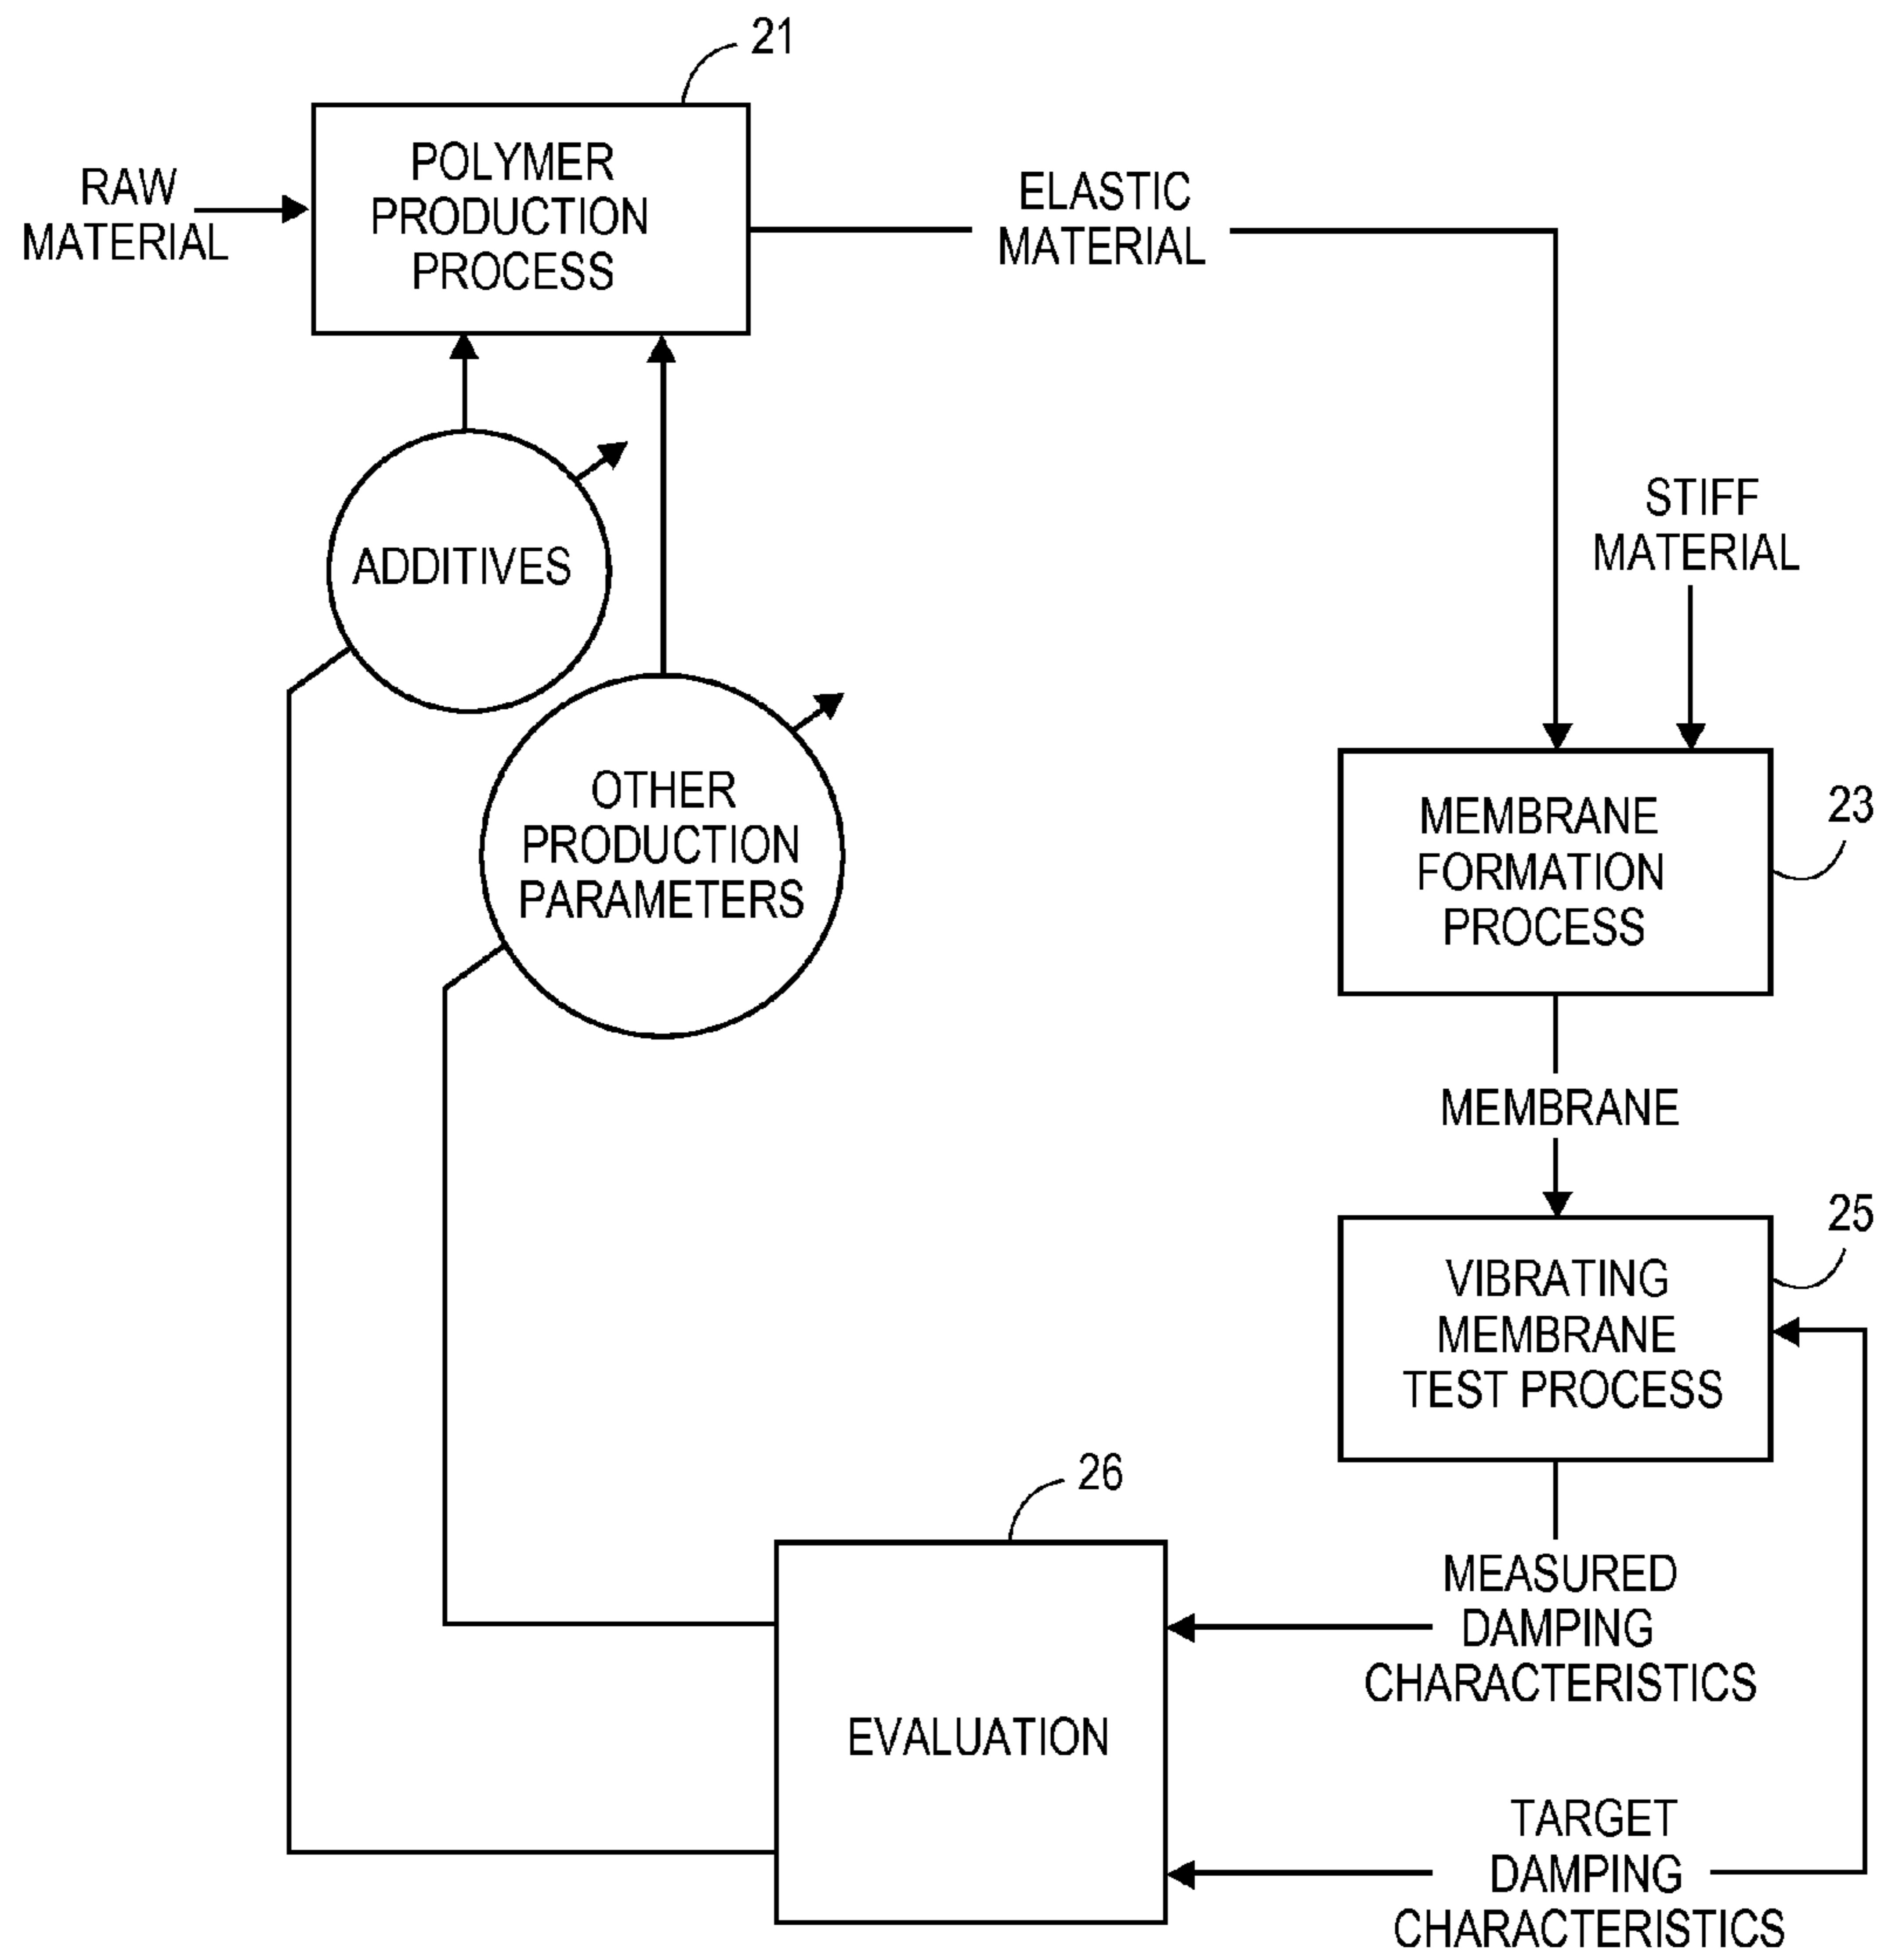 21
RAW
MATERIAL
POLYMER
PRODUCTION
PROCESS
ELASTIC
MATERIAL
ADDITIVES
STIFF
MATERIAL
OTHER
PRODUCTION
PARAMETERS
MEMBRANE
FORMATION
PROCESS
23
MEMBRANE
25
VIBRATING
MEMBRANE
TEST PROCESS
26
MEASURED
DAMPING
CHARACTERISTICS
EVALUATION
TARGET
DAMPING
CHARACTERISTICS